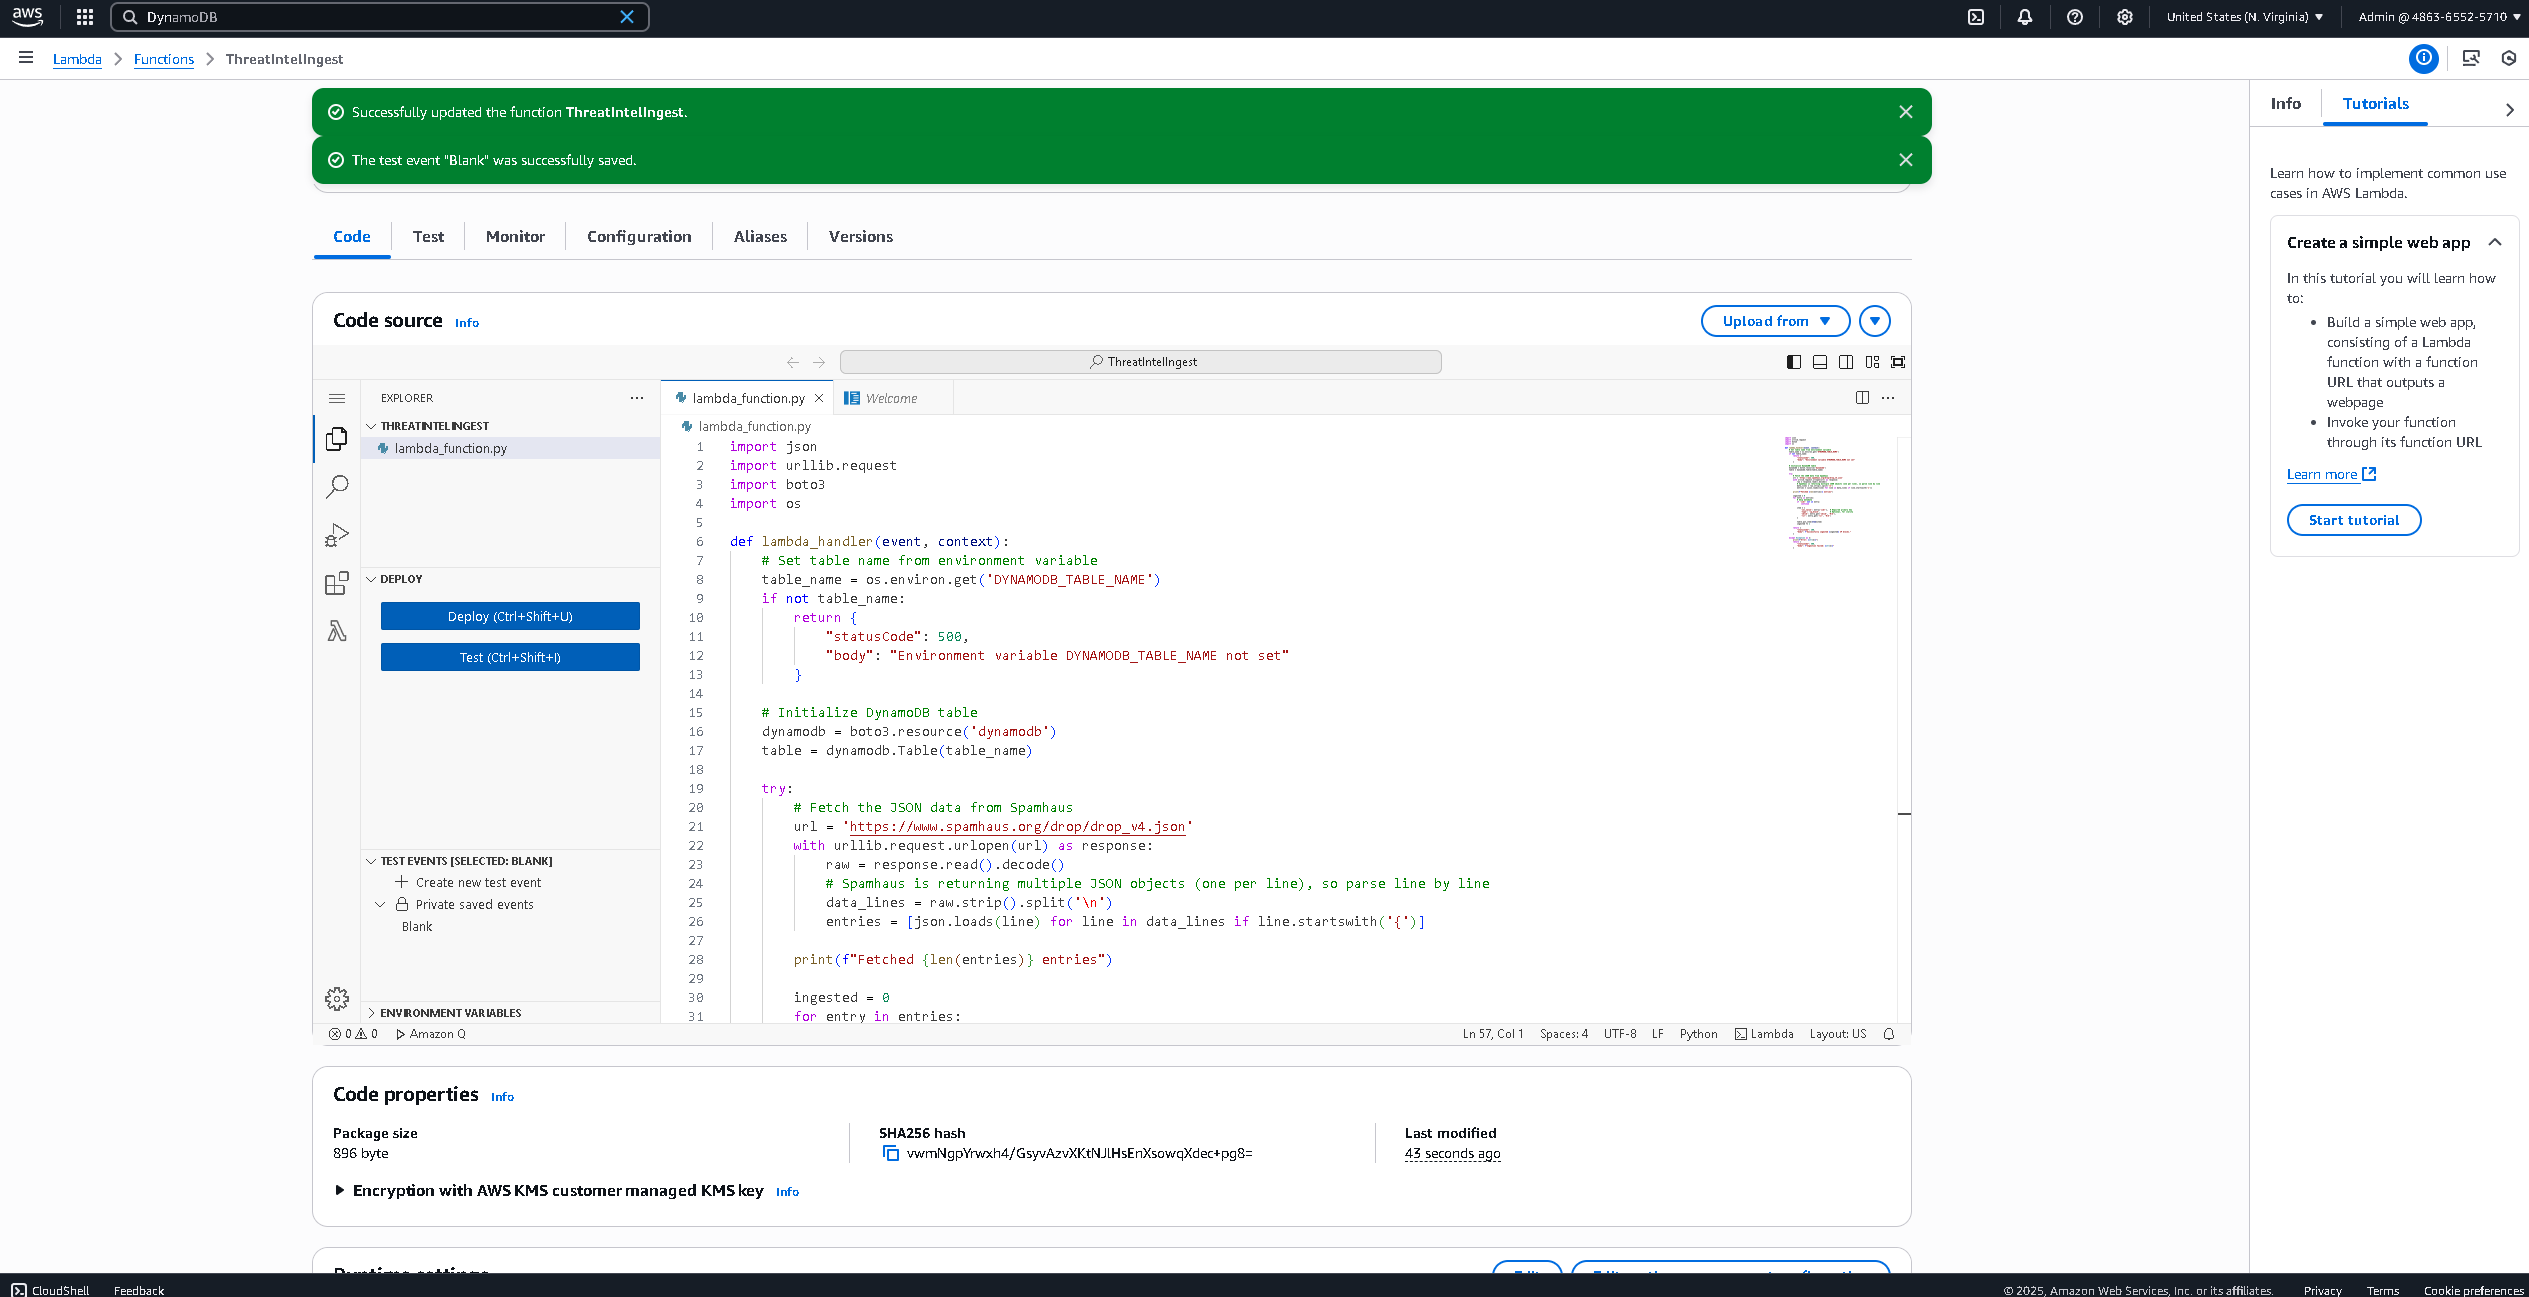 aws
DynamoDB
United States (N. Virginia)
Admin @ 4863-6552-5710
Lambda
Functions
ThreatIntelIngest
Successfully updated the function ThreatIntelIngest.
The test event "Blank" was successfully saved.
Code
Test
Monitor
Configuration
Aliases
Versions
Code source Info
Upload from
ThreatIntelIngest
EXPLORER
THREATINTELINGEST
lambda_function.py
DEPLOY
Deploy (Ctrl+Shift+U)
Test (Ctrl+Shift+I)
TEST EVENTS [SELECTED: BLANK]
Create new test event
Private saved events
Blank
ENVIRONMENT VARIABLES
lambda_function.py
Welcome
lambda_function.py
1 import json
2 import urllib.request
3 import boto3
4 import os
5
6 def lambda_handler(event, context):
7 # Set table name from environment variable
8 table_name = os.environ.get('DYNAMODB_TABLE_NAME')
9 if not table_name:
10 return {
11 "statusCode": 500,
12 "body": "Environment variable DYNAMODB_TABLE_NAME not set"
13 }
14
15 # Initialize DynamoDB table
16 dynamodb = boto3.resource('dynamodb')
17 table = dynamodb.Table(table_name)
18
19 try:
20 # Fetch the JSON data from Spamhaus
21 url = 'https://www.spamhaus.org/drop/drop_v4.json'
22 with urllib.request.urlopen(url) as response:
23 raw = response.read().decode()
24 # Spamhaus is returning multiple JSON objects (one per line), so parse line by line
25 data_lines = raw.strip().split('\n')
26 entries = [json.loads(line) for line in data_lines if line.startswith('{')]
27
28 print(f"Fetched {len(entries)} entries")
29
30 ingested = 0
31 for entry in entries:
0 0 Amazon Q
Ln 57, Col 1 Spaces: 4 UTF-8 LF Python Lambda Layout: US
Code properties Info
Package size
896 byte
SHA256 hash
vwmNgpYrwxh4/GsyvAzvXKtNJlHsEnXsowqXdec+pg8=
Last modified
43 seconds ago
Encryption with AWS KMS customer managed KMS key Info
Info
Tutorials
Learn how to implement common use
cases in AWS Lambda.
Create a simple web app
In this tutorial you will learn how
to:
• Build a simple web app,
consisting of a Lambda
function with a function
URL that outputs a
webpage
• Invoke your function
through its function URL
Learn more
Start tutorial
CloudShell
Feedback
© 2025, Amazon Web Services, Inc. or its affiliates.
Privacy
Terms
Cookie preferences